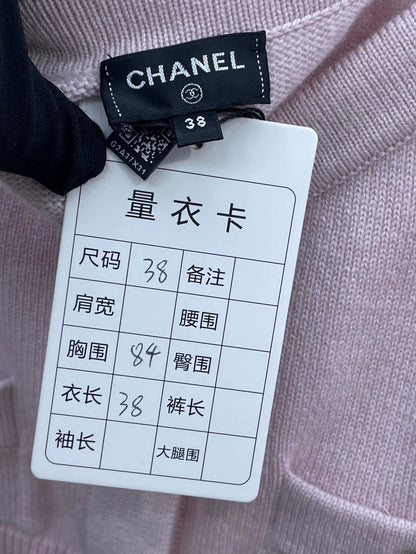 CHANEL
38
G2A37X31
量衣卡
尺码 38 备注
肩宽 腰围
胸围 84 臀围
衣长 38 裤长
袖长 大腿围